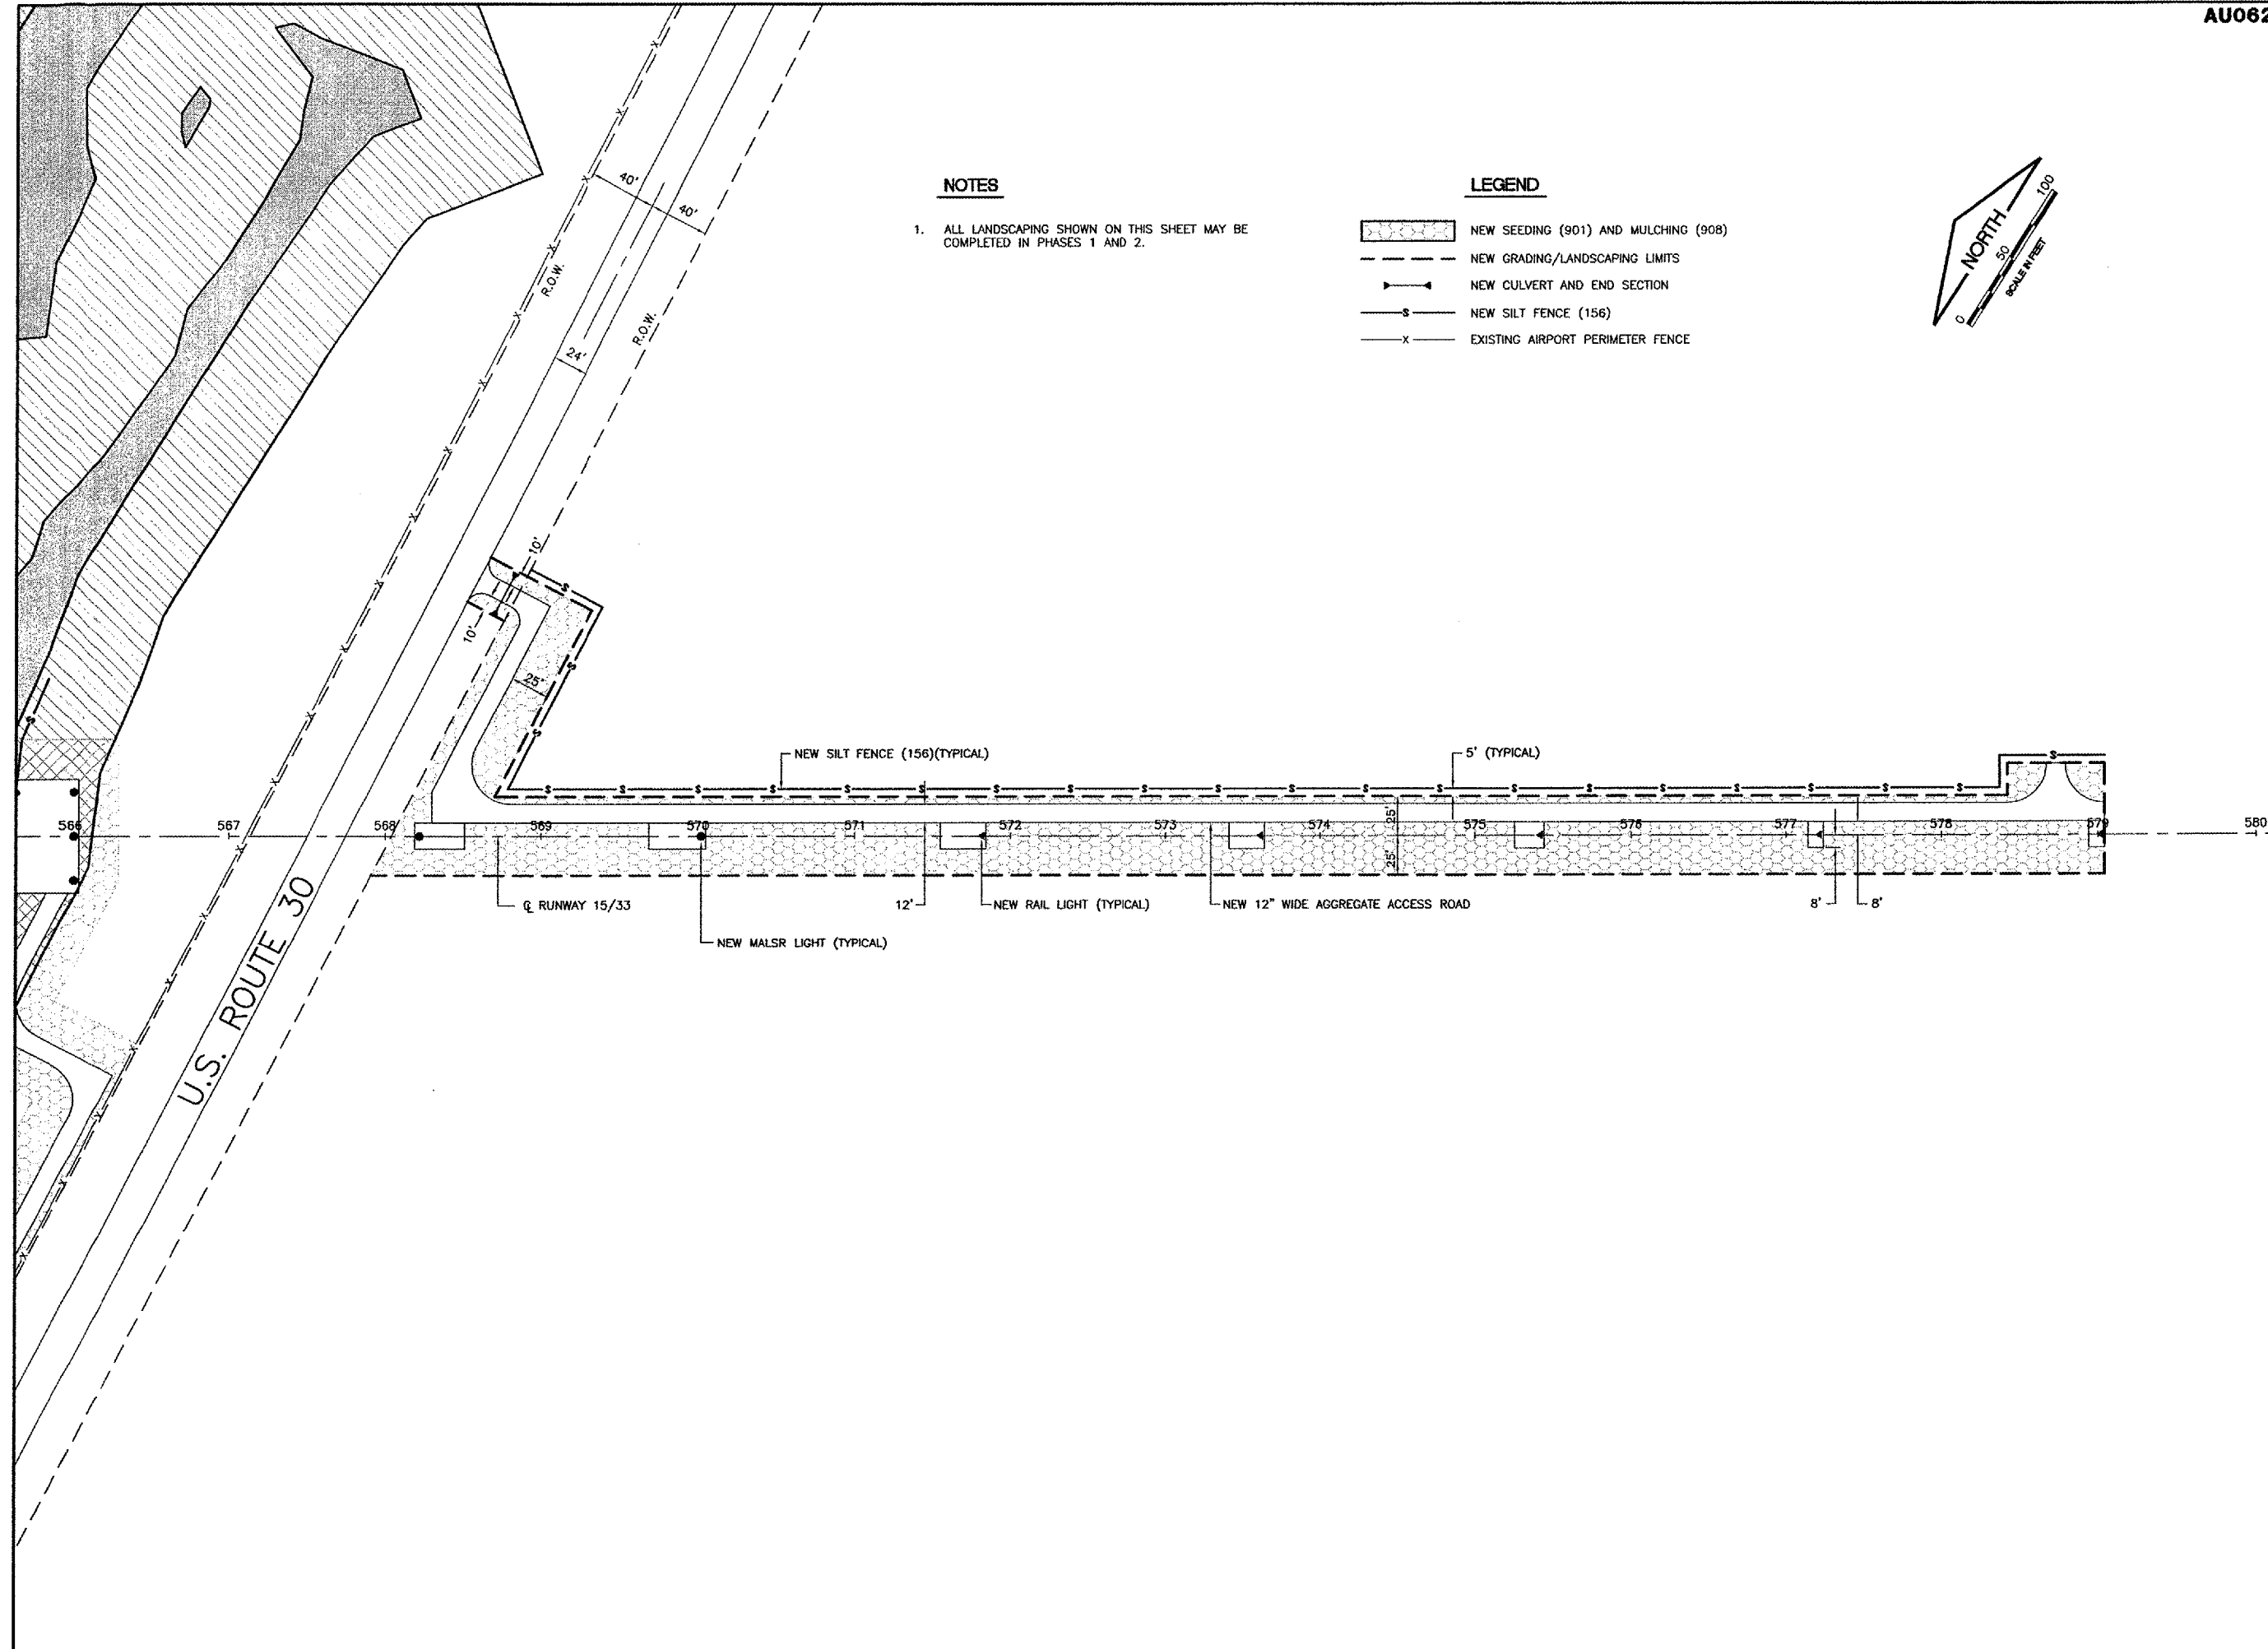 AU062
NOTES
1. ALL LANDSCAPING SHOWN ON THIS SHEET MAY BE
COMPLETED IN PHASES 1 AND 2.
LEGEND
NEW SEEDING (901) AND MULCHING (908)
NEW GRADING/LANDSCAPING LIMITS
NEW CULVERT AND END SECTION
S NEW SILT FENCE (156)
X EXISTING AIRPORT PERIMETER FENCE
NORTH
0 50 100
SCALE IN FEET
40'
40'
R.O.W.
R.O.W.
24'
10'
10'
25'
NEW SILT FENCE (156)(TYPICAL)
5' (TYPICAL)
25'
25'
566 567 568 569 570 571 572 573 574 575 576 577 578 579 580
℄ RUNWAY 15/33
12'
NEW RAIL LIGHT (TYPICAL)
NEW 12" WIDE AGGREGATE ACCESS ROAD
8'
8'
NEW MALSR LIGHT (TYPICAL)
U.S. ROUTE 30